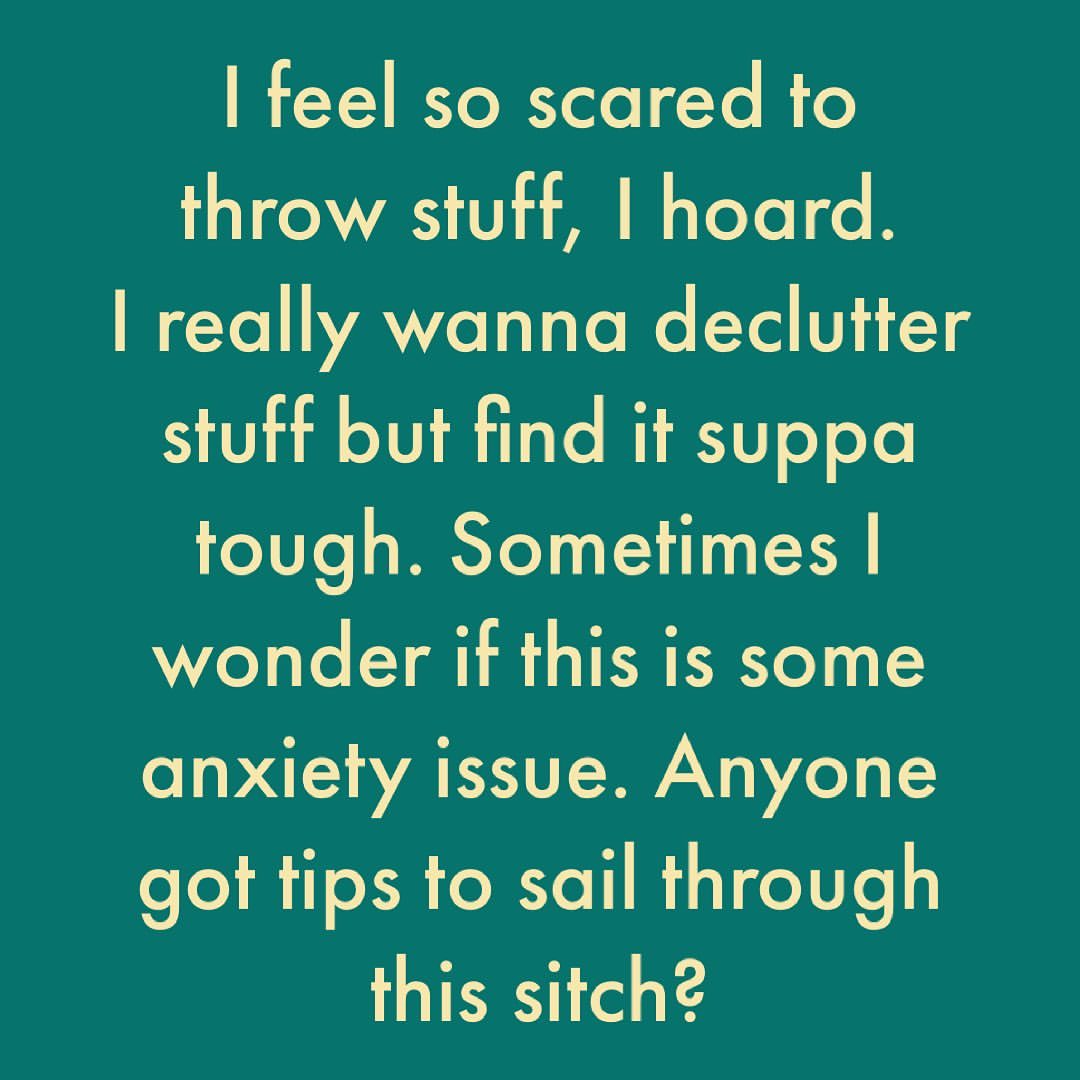 I feel so scared to
throw stuff, I hoard.
I really wanna declutter
stuff but find it suppa
tough. Sometimes I
wonder if this is some
anxiety issue. Anyone
got tips to sail through
this sitch?